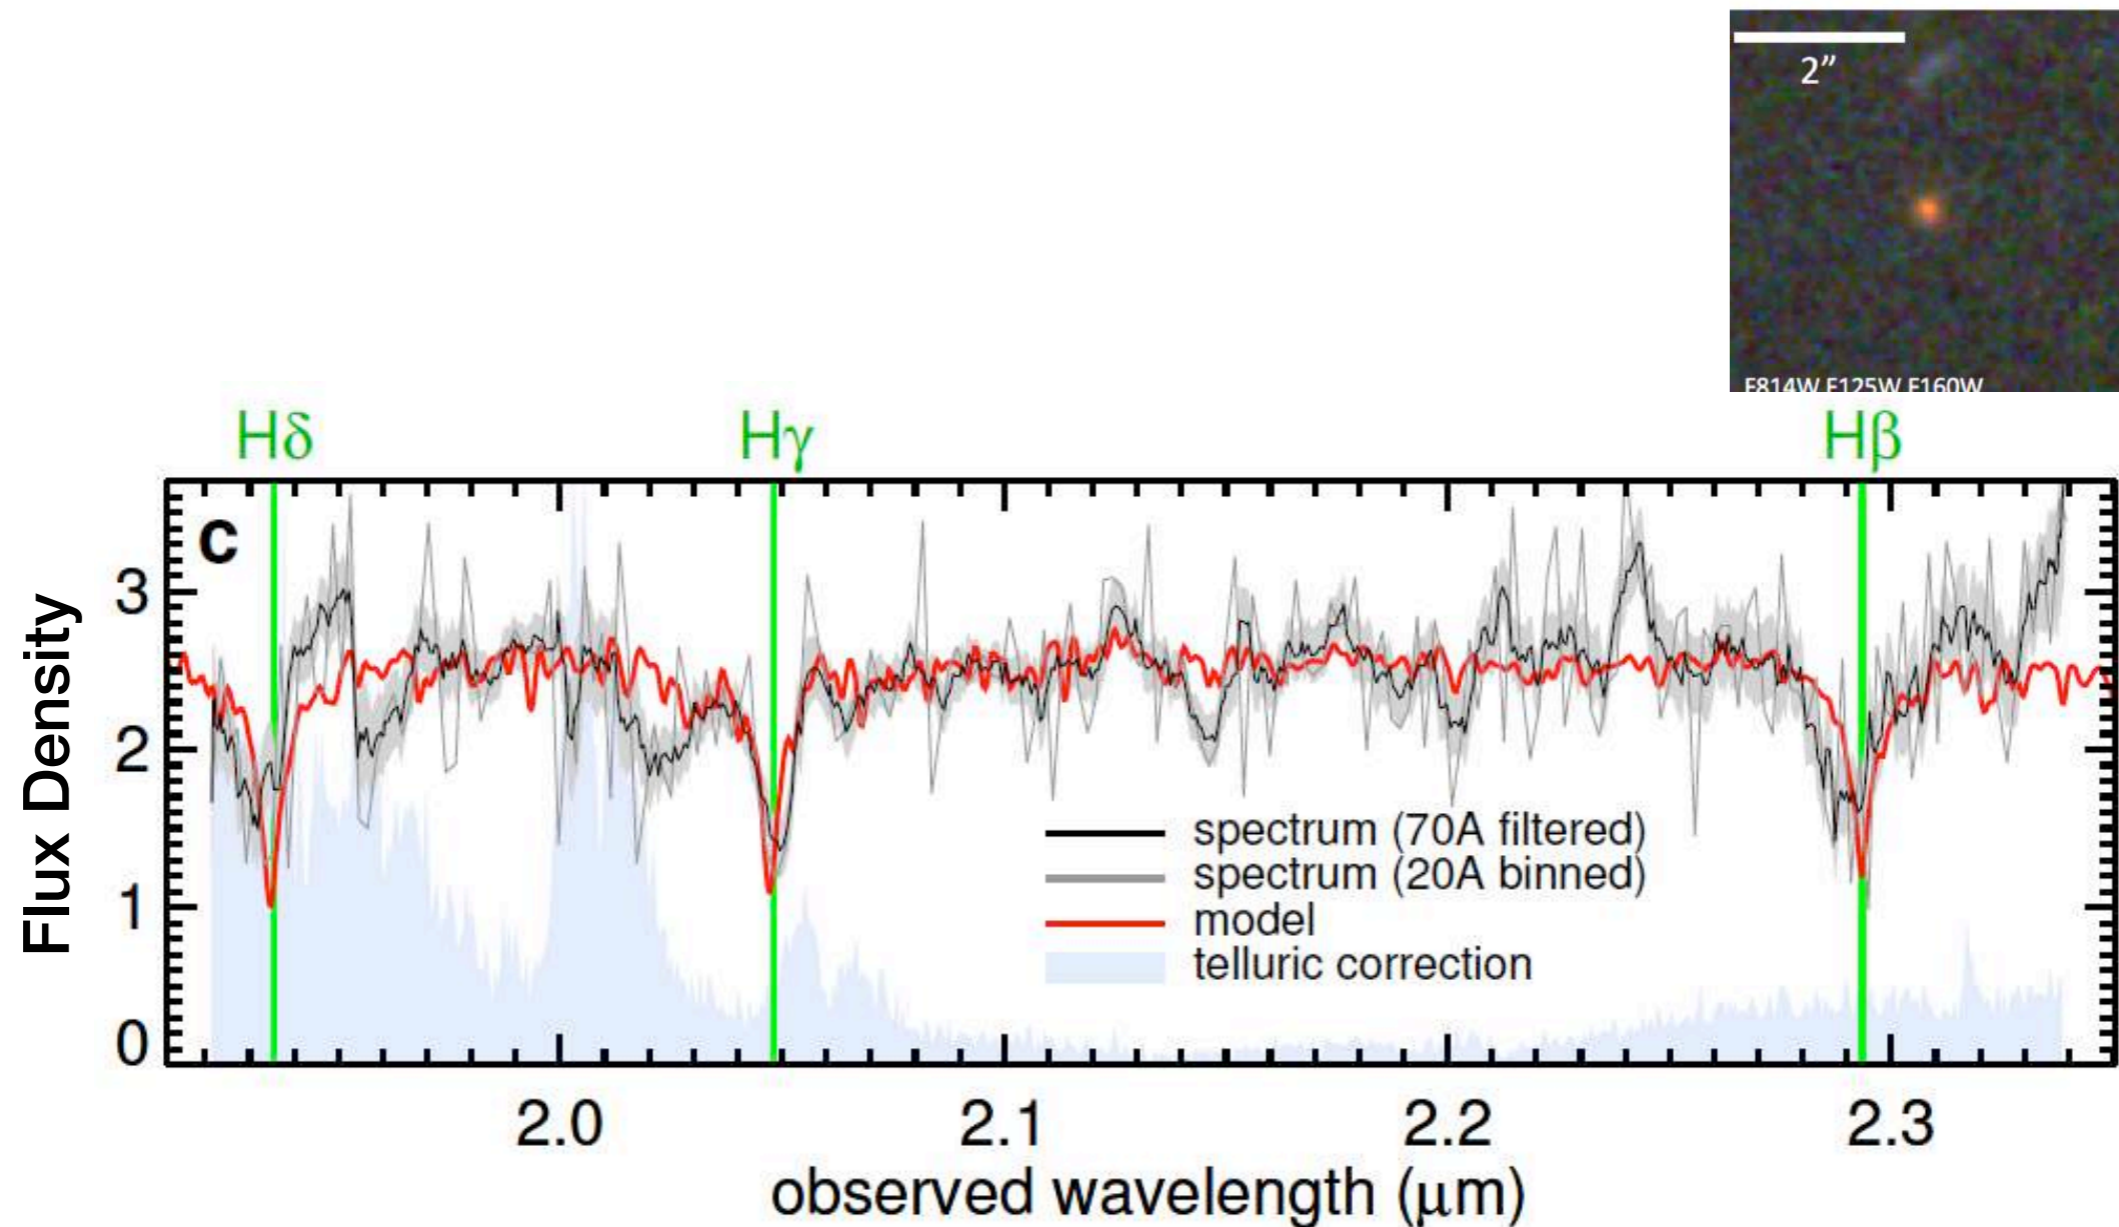 2”
F814W F125W F160W
Hδ Hγ Hβ
c
Flux Density
3
2
1
0
spectrum (70A filtered)
spectrum (20A binned)
model
telluric correction
2.0 2.1 2.2 2.3
observed wavelength (μm)